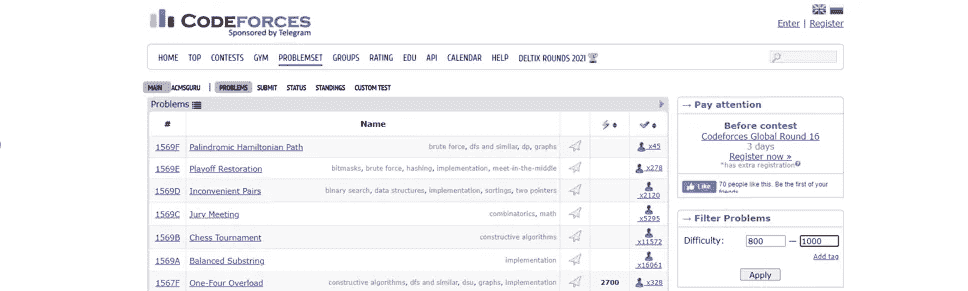 CODEFORCES
Sponsored by Telegram
Enter | Register
HOME TOP CONTESTS GYM PROBLEMSET GROUPS RATING EDU API CALENDAR HELP DELTIX ROUNDS 2021
MAIN ACMSGURU | PROBLEMS SUBMIT STATUS STANDINGS CUSTOM TEST
Problems
# Name
1569F Palindromic Hamiltonian Path brute force, dfs and similar, dp, graphs x45
1569E Playoff Restoration bitmasks, brute force, hashing, implementation, meet-in-the-middle x278
1569D Inconvenient Pairs binary search, data structures, implementation, sortings, two pointers x2120
1569C Jury Meeting combinatorics, math x5295
1569B Chess Tournament constructive algorithms x11572
1569A Balanced Substring implementation x16061
1567F One-Four Overload constructive algorithms, dfs and similar, dsu, graphs, implementation 2700 x328
→ Pay attention
Before contest
Codeforces Global Round 16
3 days
Register now »
*has extra registration
Like 70 people like this. Be the first of your
friends.
→ Filter Problems
Difficulty: 800 — 1000
Add tag
Apply